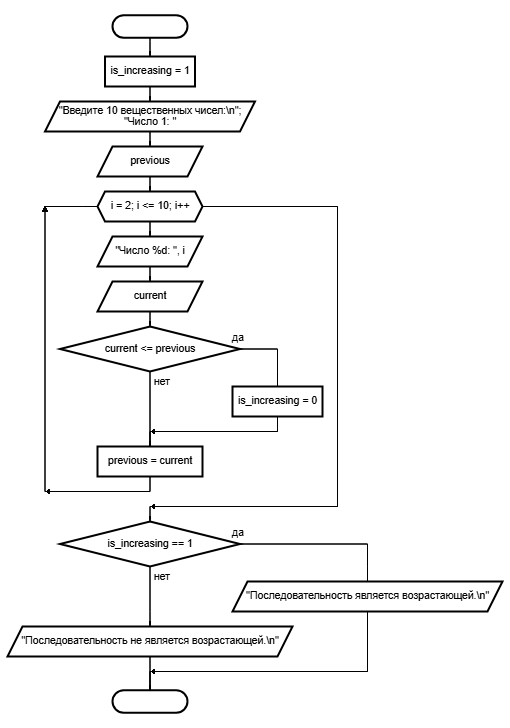 is_increasing = 1
"Введите 10 вещественных чисел:\n";
"Число 1: "
previous
i = 2; i <= 10; i++
"Число %d: ", i
current
current <= previous
да
нет
is_increasing = 0
previous = current
is_increasing == 1
да
нет
"Последовательность является возрастающей.\n"
"Последовательность не является возрастающей.\n"